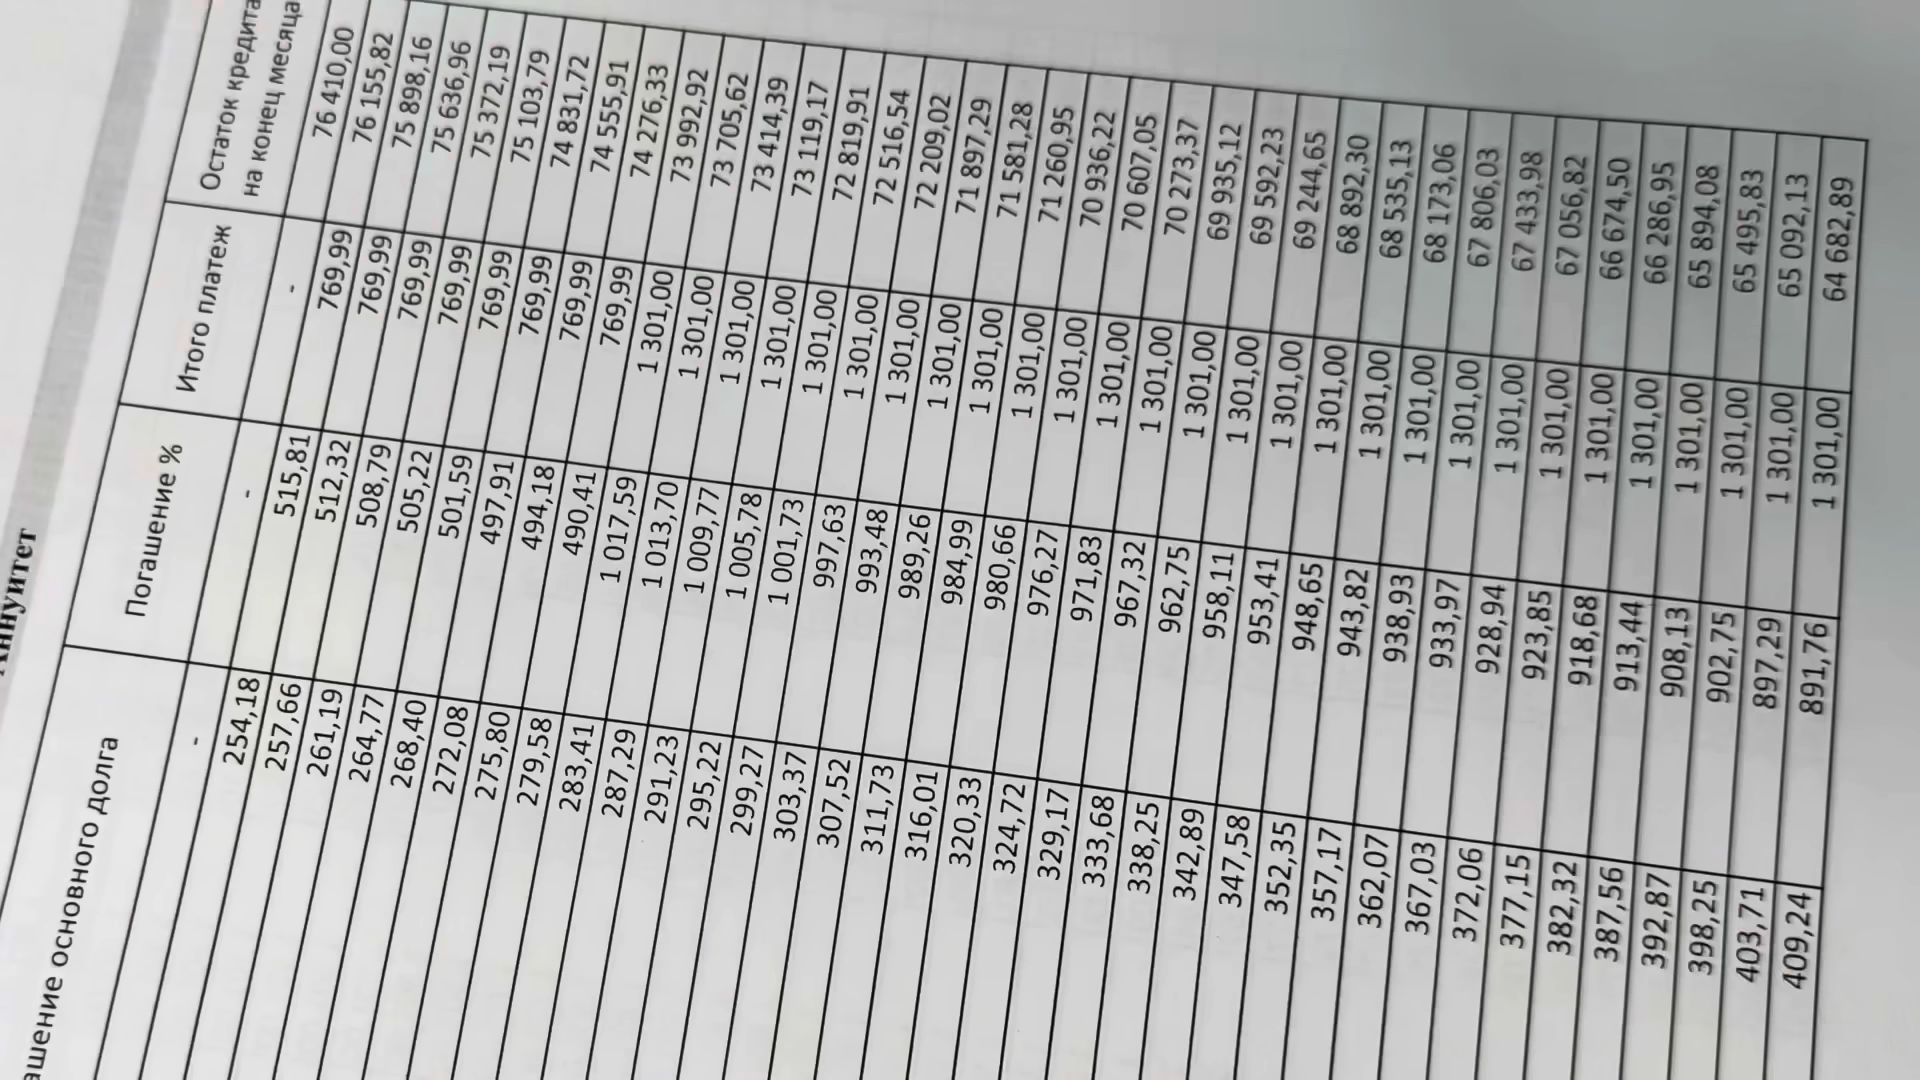 Аннуитет
ашение основного долга Погашение % Итого платеж Остаток кредита
на конец месяца
- - - 76 410,00
254,18 515,81 769,99 76 155,82
257,66 512,32 769,99 75 898,16
261,19 508,79 769,99 75 636,96
264,77 505,22 769,99 75 372,19
268,40 501,59 769,99 75 103,79
272,08 497,91 769,99 74 831,72
275,80 494,18 769,99 74 555,91
279,58 490,41 769,99 74 276,33
283,41 1 017,59 1 301,00 73 992,92
287,29 1 013,70 1 301,00 73 705,62
291,23 1 009,77 1 301,00 73 414,39
295,22 1 005,78 1 301,00 73 119,17
299,27 1 001,73 1 301,00 72 819,91
303,37 997,63 1 301,00 72 516,54
307,52 993,48 1 301,00 72 209,02
311,73 989,26 1 301,00 71 897,29
316,01 984,99 1 301,00 71 581,28
320,33 980,66 1 301,00 71 260,95
324,72 976,27 1 301,00 70 936,22
329,17 971,83 1 301,00 70 607,05
333,68 967,32 1 301,00 70 273,37
338,25 962,75 1 301,00 69 935,12
342,89 958,11 1 301,00 69 592,23
347,58 953,41 1 301,00 69 244,65
352,35 948,65 1 301,00 68 892,30
357,17 943,82 1 301,00 68 535,13
362,07 938,93 1 301,00 68 173,06
367,03 933,97 1 301,00 67 806,03
372,06 928,94 1 301,00 67 433,98
377,15 923,85 1 301,00 67 056,82
382,32 918,68 1 301,00 66 674,50
387,56 913,44 1 301,00 66 286,95
392,87 908,13 1 301,00 65 894,08
398,25 902,75 1 301,00 65 495,83
403,71 897,29 1 301,00 65 092,13
409,24 891,76 1 301,00 64 682,89